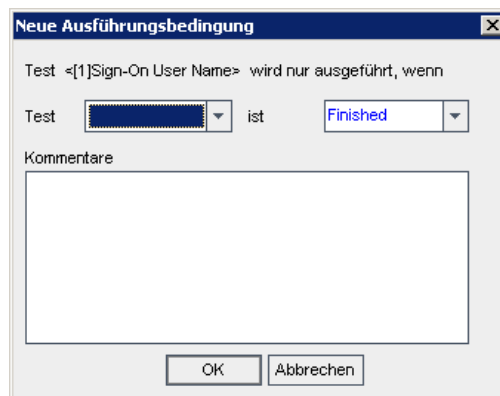 Neue Ausführungsbedingung
Test <[1]Sign-On User Name> wird nur ausgeführt, wenn
Test ist Finished
Kommentare
OK Abbrechen